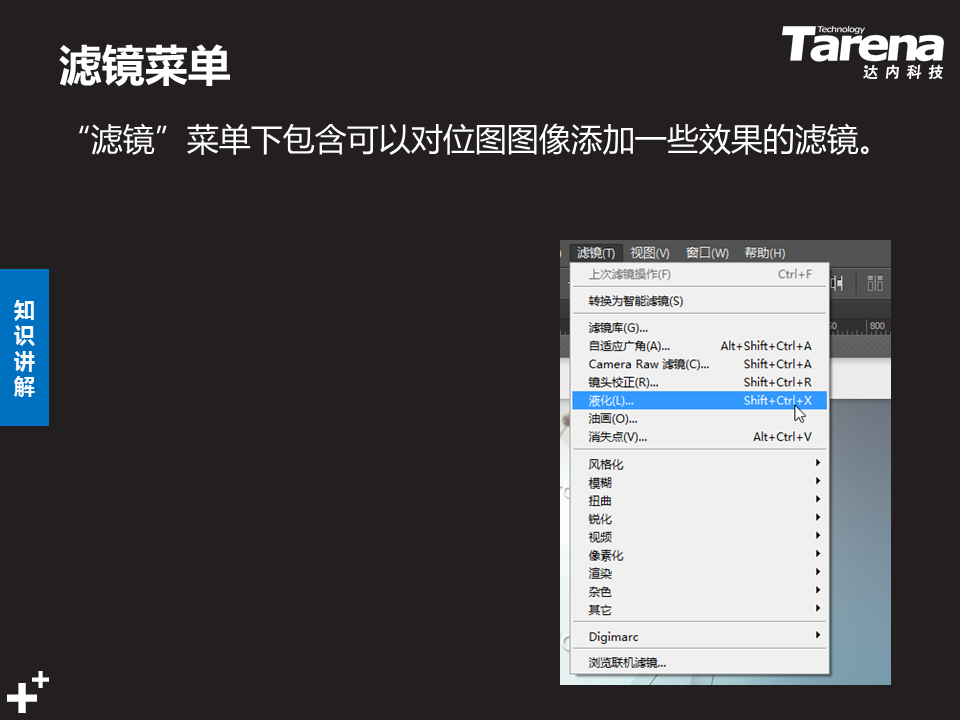 滤镜菜单
Technology
Tarena
达内科技
“滤镜”菜单下包含可以对位图图像添加一些效果的滤镜。
知识讲解
滤镜(T) 视图(V) 窗口(W) 帮助(H)
上次滤镜操作(F) Ctrl+F
转换为智能滤镜(S)
滤镜库(G)...
自适应广角(A)... Alt+Shift+Ctrl+A
Camera Raw 滤镜(C)... Shift+Ctrl+A
镜头校正(R)... Shift+Ctrl+R
液化(L)... Shift+Ctrl+X
油画(O)...
消失点(V)... Alt+Ctrl+V
风格化
模糊
扭曲
锐化
视频
像素化
渲染
杂色
其它
Digimarc
浏览联机滤镜...
800